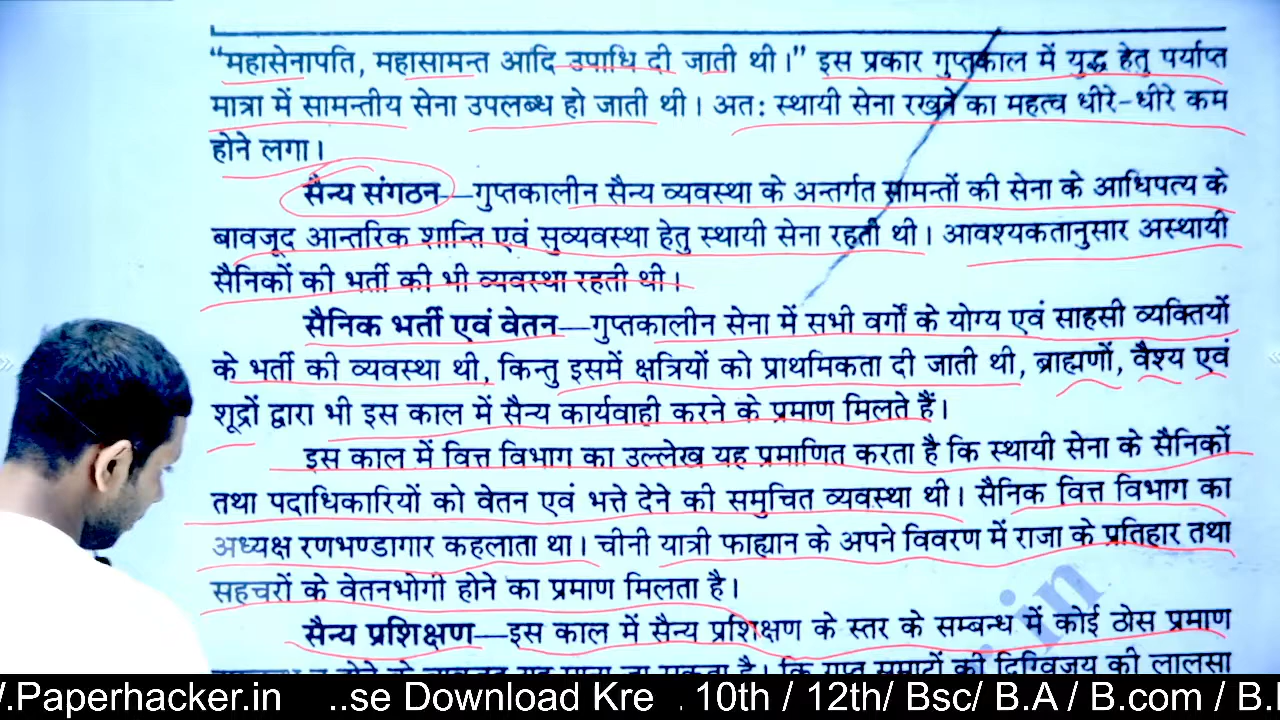 “महासेनापति, महासामन्त आदि उपाधि दी जाती थी।” इस प्रकार गुप्तकाल में युद्ध हेतु पर्याप्त
मात्रा में सामन्तीय सेना उपलब्ध हो जाती थी। अतः स्थायी सेना रखने का महत्व धीरे-धीरे कम
होने लगा।
सैन्य संगठन—गुप्तकालीन सैन्य व्यवस्था के अन्तर्गत सामन्तों की सेना के आधिपत्य के
बावजूद आन्तरिक शान्ति एवं सुव्यवस्था हेतु स्थायी सेना रहती थी। आवश्यकतानुसार अस्थायी
सैनिकों की भर्ती की भी व्यवस्था रहती थी।
सैनिक भर्ती एवं वेतन—गुप्तकालीन सेना में सभी वर्गों के योग्य एवं साहसी व्यक्तियों
के भर्ती की व्यवस्था थी, किन्तु इसमें क्षत्रियों को प्राथमिकता दी जाती थी, ब्राह्मणों, वैश्य एवं
शूद्रों द्वारा भी इस काल में सैन्य कार्यवाही करने के प्रमाण मिलते हैं।
इस काल में वित्त विभाग का उल्लेख यह प्रमाणित करता है कि स्थायी सेना के सैनिकों
तथा पदाधिकारियों को वेतन एवं भत्ते देने की समुचित व्यवस्था थी। सैनिक वित्त विभाग का
अध्यक्ष रणभण्डागार कहलाता था। चीनी यात्री फाह्यान के अपने विवरण में राजा के प्रतिहार तथा
सहचरों के वेतनभोगी होने का प्रमाण मिलता है।
सैन्य प्रशिक्षण—इस काल में सैन्य प्रशिक्षण के स्तर के सम्बन्ध में कोई ठोस प्रमाण
कि गुप्त सम्राटों की दिग्विजय की लालसा
in
/.Paperhacker.in ..se Download Kre . 10th / 12th/ Bsc/ B.A / B.com / B.